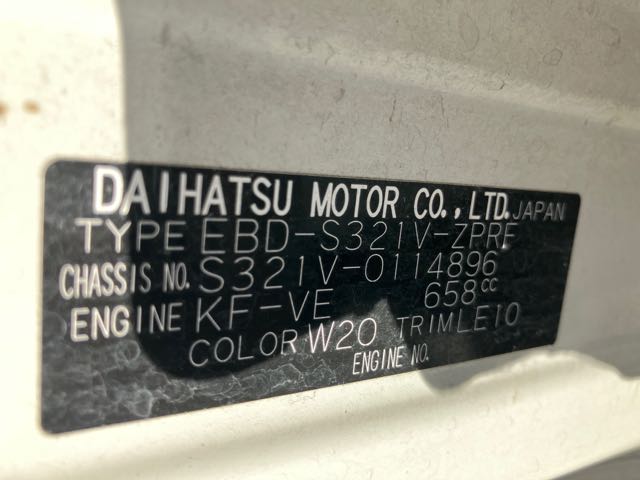 DAIHATSU MOTOR CO., LTD. JAPAN
TYPE EBD-S321V-ZPRF
CHASSIS NO. S321V-0114896
ENGINE KF-VE 658cc
COLOR W20 TRIM LE10
ENGINE NO.